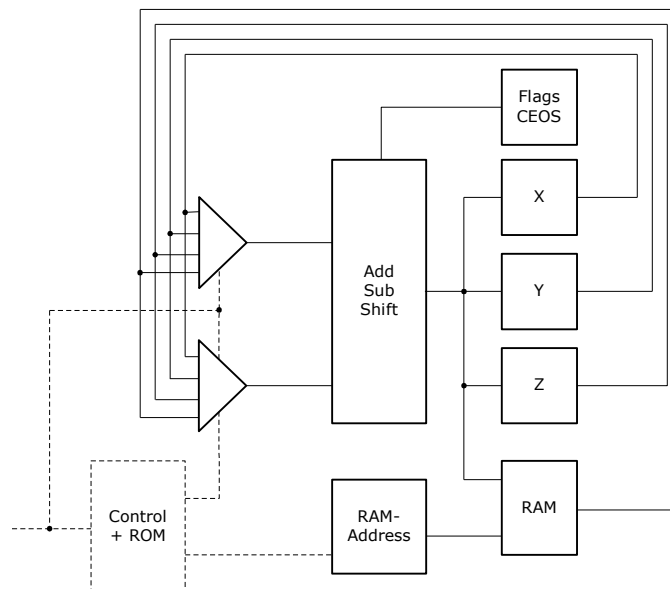 Flags
CEOS
X
Add
Sub
Shift
Y
Z
Control
+ ROM
RAM-
Address
RAM